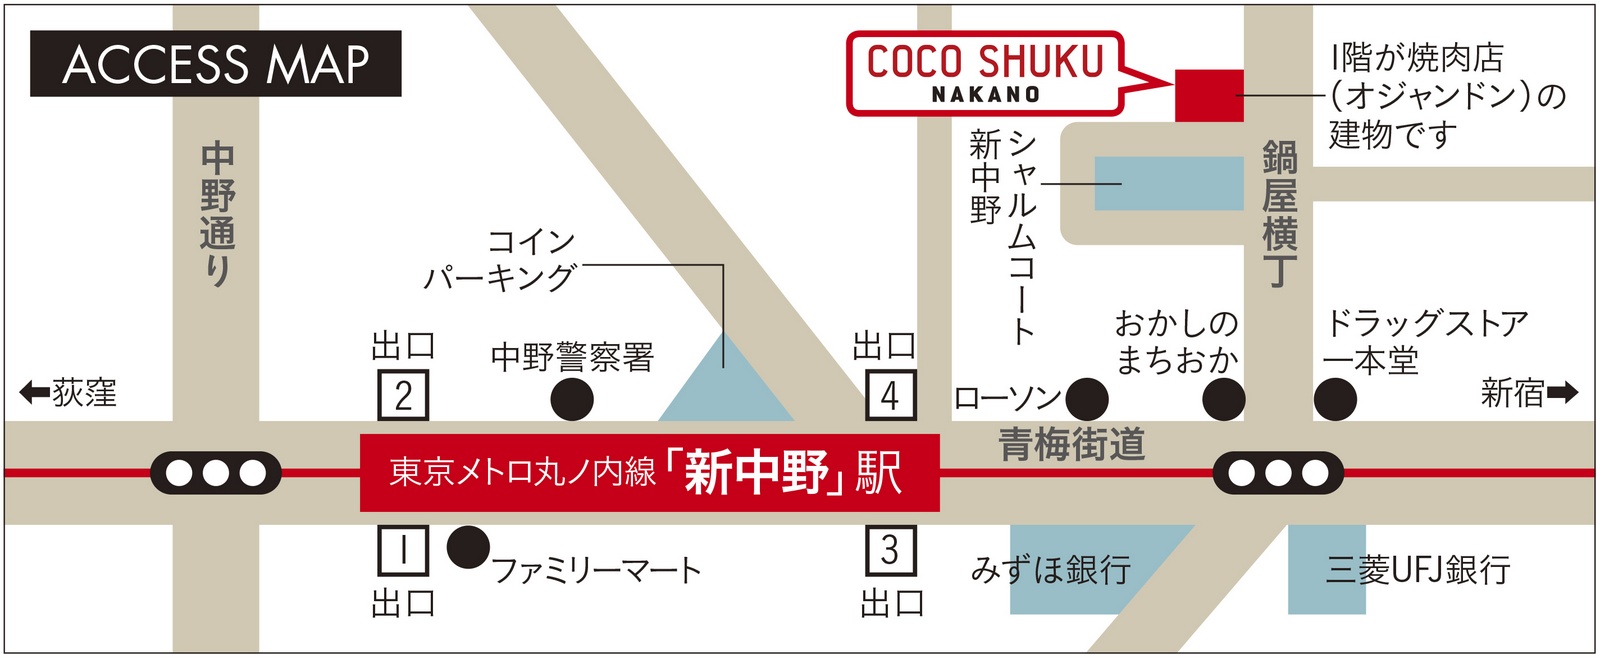 ACCESS MAP
COCO SHUKU
NAKANO
1階が焼肉店
（オジャンドン）の
建物です
中野通り
シャルムコート
新中野
鍋屋横丁
コイン
パーキング
出口
2
中野警察署
出口
4
ローソン
おかしの
まちおか
ドラッグストア
一本堂
荻窪
新宿
青梅街道
東京メトロ丸ノ内線「新中野」駅
1
出口
ファミリーマート
3
出口
みずほ銀行
三菱UFJ銀行